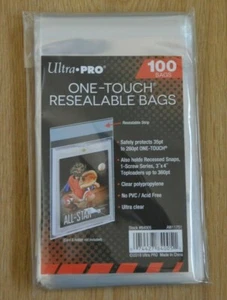 Ultra•PRO®
100
BAGS
ONE-TOUCH®
RESEALABLE BAGS
Resealable Strip
• Safely protects 35pt
to 260pt ONE-TOUCH®
• Also holds Recessed Snaps,
1-Screw Series, 3"x4"
Toploaders up to 360pt
• Clear polypropylene
• No PVC / Acid Free
• Ultra clear
ALL-STAR
Made in China